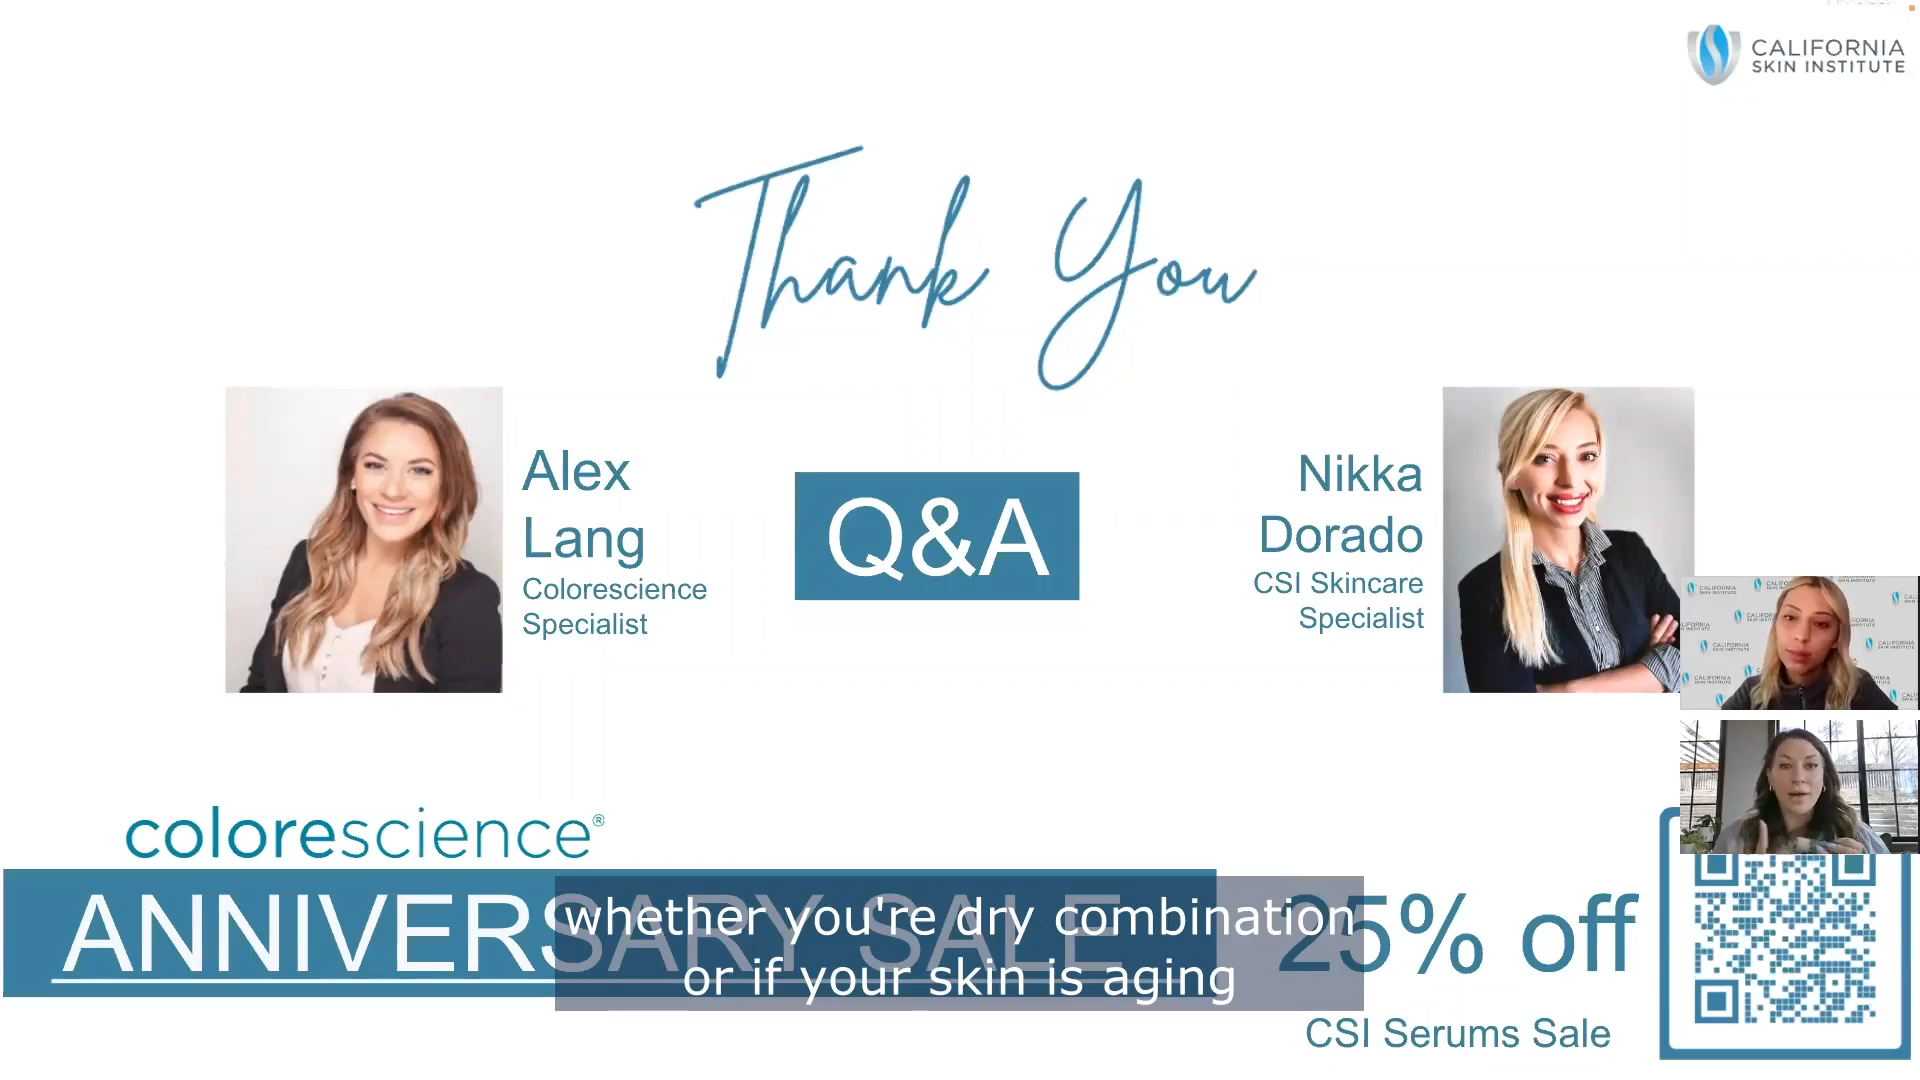 CALIFORNIA
SKIN INSTITUTE
Thank You
Alex
Lang
Colorescience
Specialist
Q&A
Nikka
Dorado
CSI Skincare
Specialist
colorescience®
ANNIVERSARY SALE
25% off
whether you're dry combination
or if your skin is aging
CSI Serums Sale